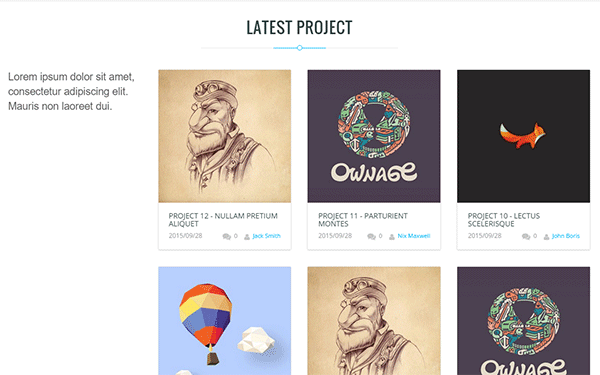 LATEST PROJECT
Lorem ipsum dolor sit amet,
consectetur adipiscing elit.
Mauris non laoreet dui.
OWNAGE
PROJECT 12 - NULLAM PRETIUM
ALIQUET
2015/09/28 0 Jack Smith
PROJECT 11 - PARTURIENT
MONTES
2015/09/28 0 Nix Maxwell
PROJECT 10 - LECTUS
SCELERISQUE
2015/09/28 0 John Boris
OWNAGE